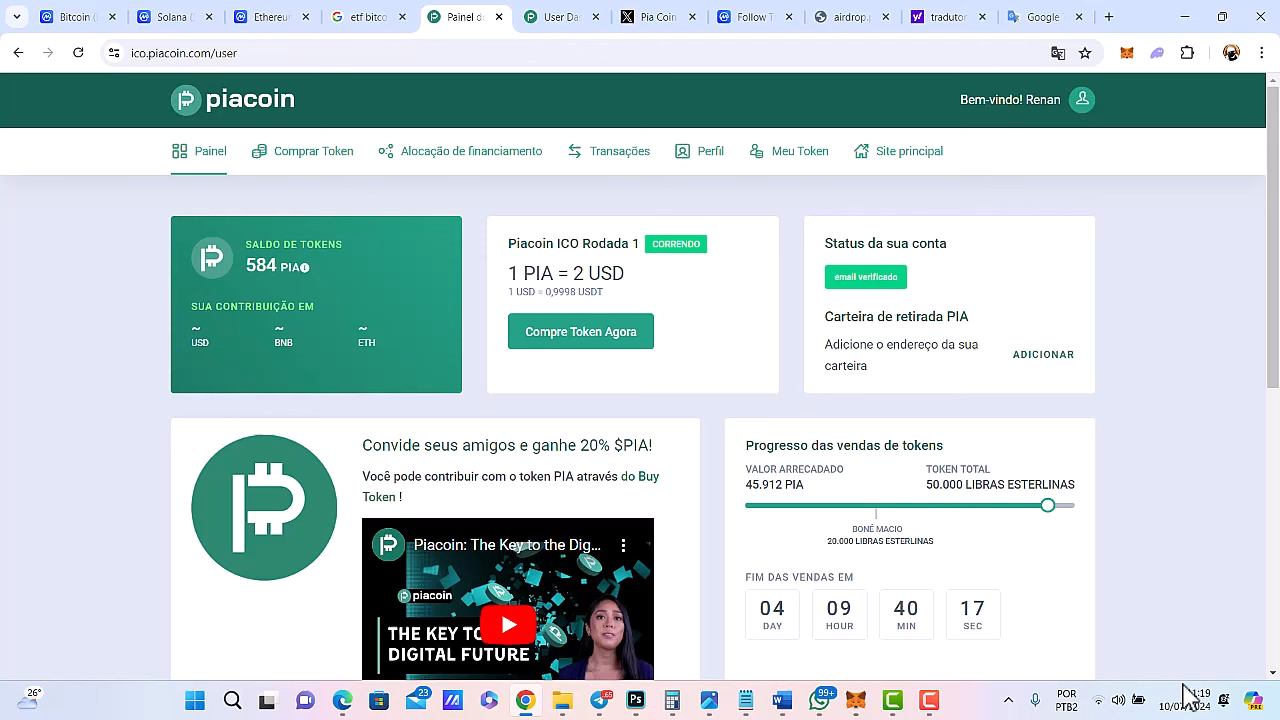 Bitcoin (
Solana (
Ethereu
etf bitco
Painel d
User Da
Pia Coin
Follow T
airdrop.
tradutor
Google
ico.piacoin.com/user
piacoin
Bem-vindo! Renan
Painel
Comprar Token
Alocação de financiamento
Transações
Perfil
Meu Token
Site principal
SALDO DE TOKENS
584 PIA
SUA CONTRIBUIÇÃO EM
~ ~ ~
USD BNB ETH
Piacoin ICO Rodada 1 CORRENDO
1 PIA = 2 USD
1 USD = 0,9998 USDT
Compre Token Agora
Status da sua conta
email verificado
Carteira de retirada PIA
Adicione o endereço da sua
carteira
ADICIONAR
Convide seus amigos e ganhe 20% $PIA!
Você pode contribuir com o token PIA através do Buy
Token !
Piacoin: The Key to the Dig...
piacoin
THE KEY TO
DIGITAL FUTURE
Progresso das vendas de tokens
VALOR ARRECADADO TOKEN TOTAL
45.912 PIA 50.000 LIBRAS ESTERLINAS
BONÉ MACIO
20.000 LIBRAS ESTERLINAS
FIM DAS VENDAS EM
04 09 40 17
DAY HOUR MIN SEC
26°
23
.65
99+
POR
PTB2
:19
PRE